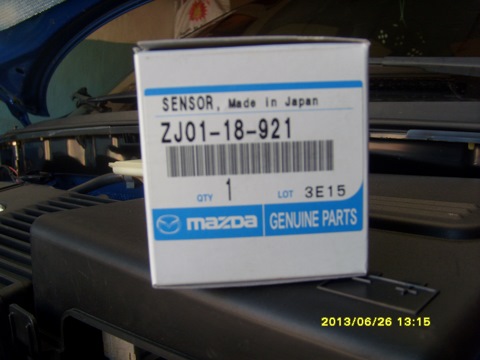 SENSOR, Made in Japan
ZJ01-18-921
QTY 1 LOT 3E15
mazda GENUINE PARTS
2013/06/26 13:15